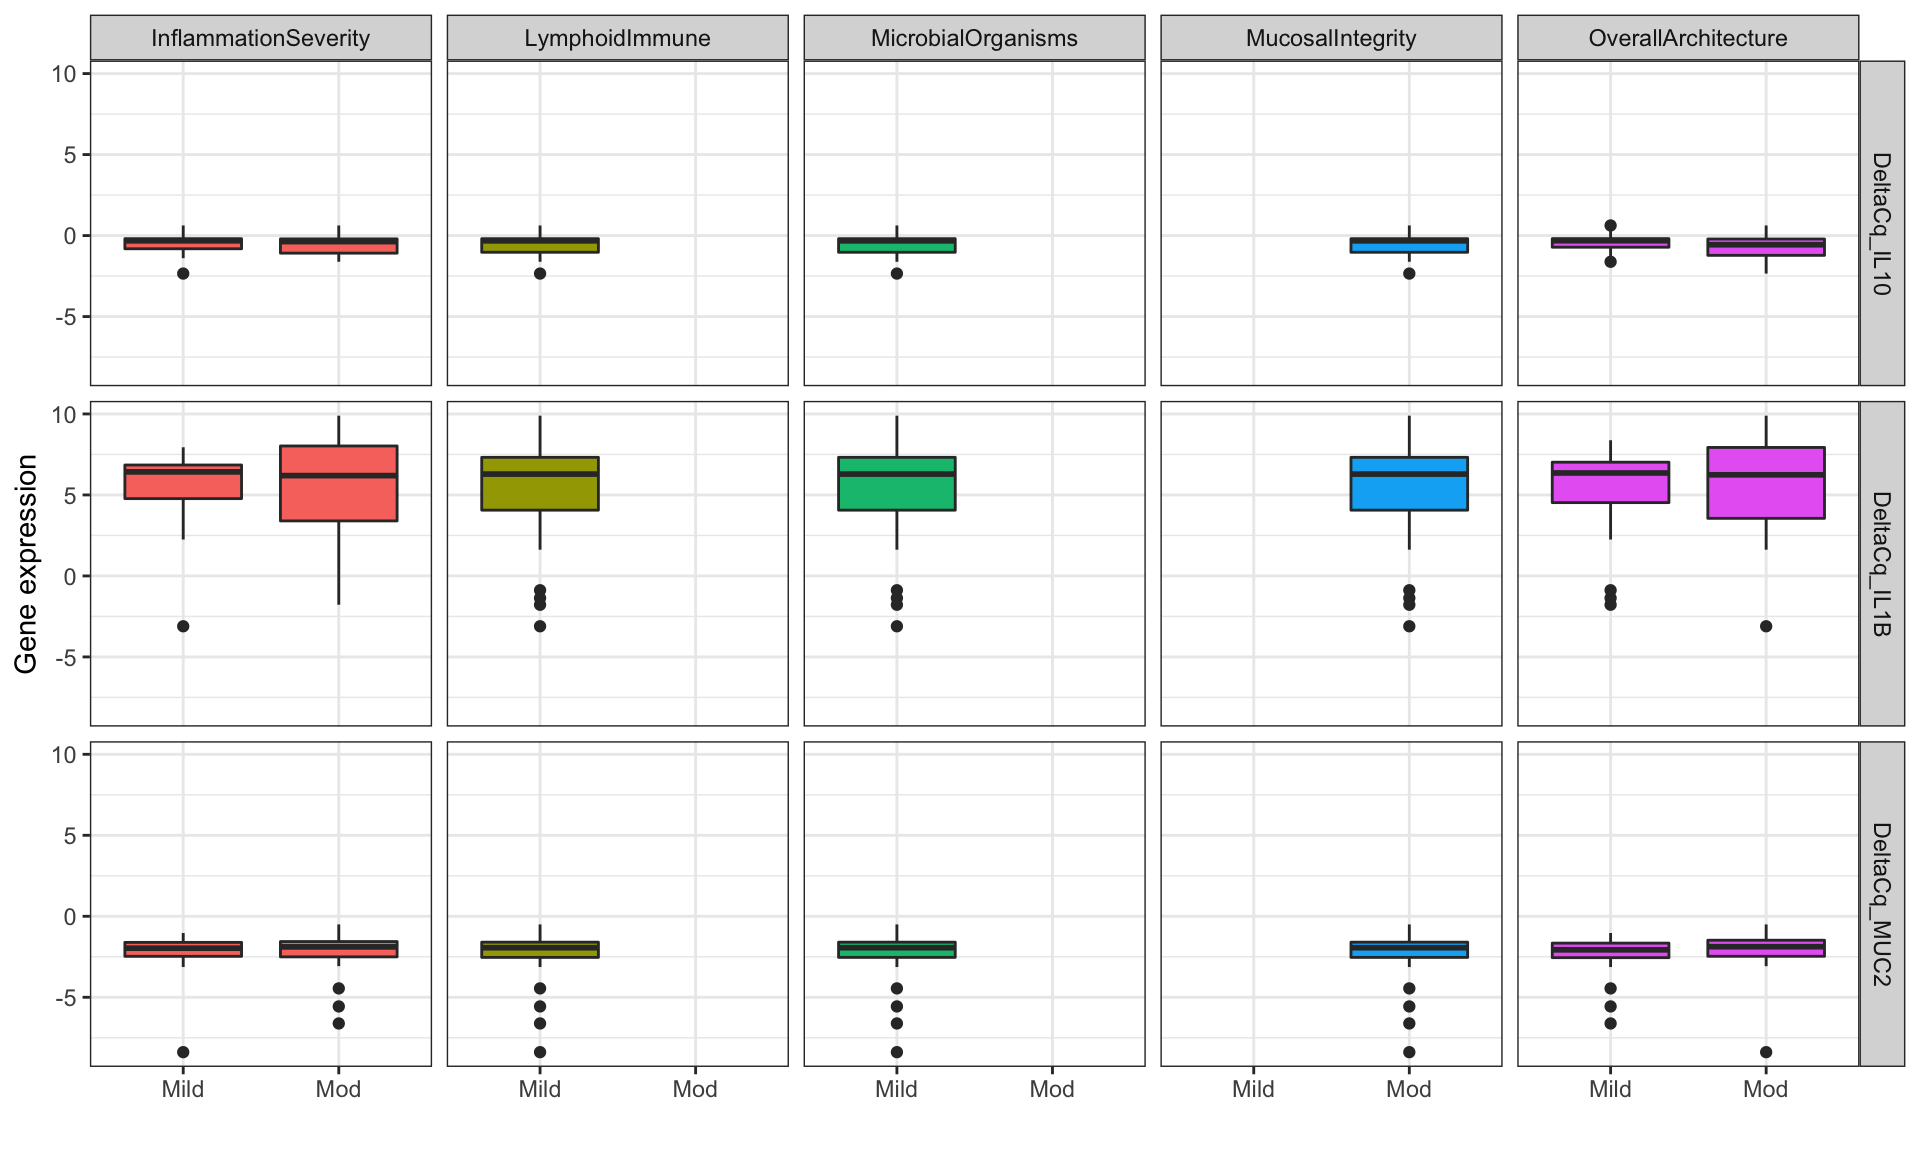 InflammationSeverity LymphoidImmune MicrobialOrganisms MucosalIntegrity OverallArchitecture
10
5
0
-5
DeltaCq_IL10
10
5
0
-5
DeltaCq_IL1B
10
5
0
-5
DeltaCq_MUC2
Gene expression
Mild Mod Mild Mod Mild Mod Mild Mod Mild Mod